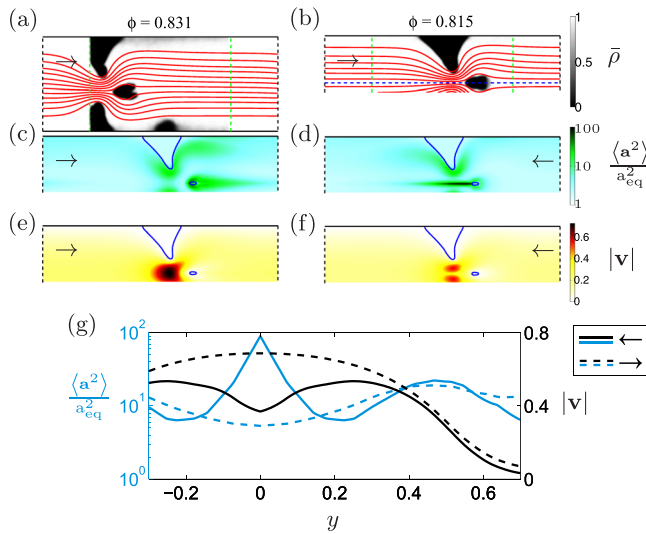 (a) ϕ = 0.831
→
(b) ϕ = 0.815
→
1
0.5
0
ρ̄
(c)
→
(d)
←
100
10
1
⟨a²⟩
a²eq
(e)
→
(f)
←
0.6
0.4
0.2
0
|v|
(g)
10²
10¹
10⁰
⟨a²⟩
a²eq
0.8
0.4
0
|v|
−0.2 0 0.2 0.4 0.6
y
←
→